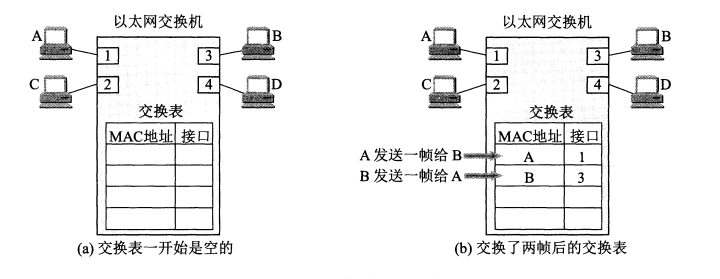 以太网交换机
A 1 3 B
C 2 4 D
交换表
MAC地址 接口
(a) 交换表一开始是空的
以太网交换机
A 1 3 B
C 2 4 D
交换表
MAC地址 接口
A 发送一帧给 B A 1
B 发送一帧给 A B 3
(b) 交换了两帧后的交换表